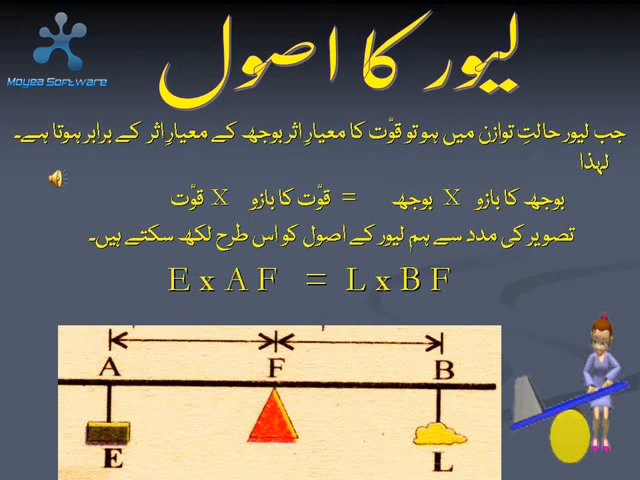 Moyea Software
لیور کا اصول
جب لیور حالتِ توازن میں ہو تو قوّت کا معیارِ اثر بوجھ کے معیارِ اثر کے برابر ہوتا ہے۔
لہذا
بوجھ کا بازو X بوجھ = قوّت کا بازو X قوّت
تصویر کی مدد سے ہم لیور کے اصول کو اس طرح لکھ سکتے ہیں۔
E x A F = L x B F
A F B
E L